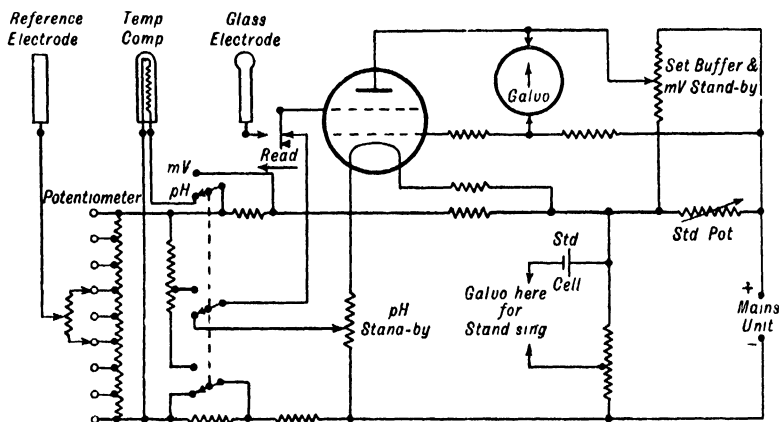 Reference
Electrode
Temp
Comp
Glass
Electrode
Galvo
Set Buffer &
mV Stand-by
Read
mV
pH
Potentiometer
Std Pot
Std
Cell
Galvo here
for
Stand sing
pH
Stana-by
+
Mains
Unit
-